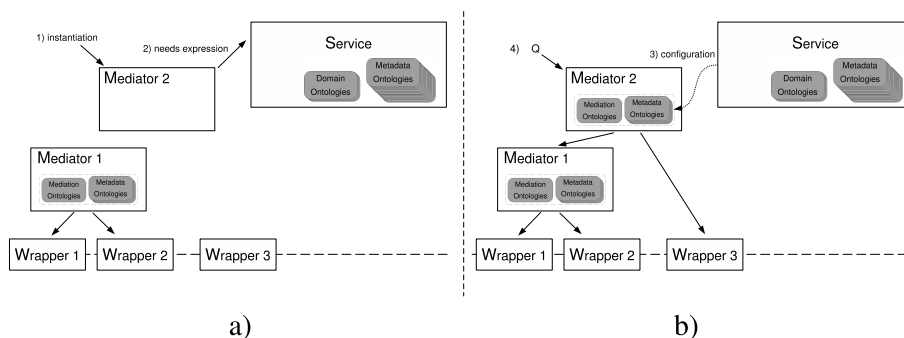 1) instantiation
2) needs expression
Mediator 2
Service
Domain
Ontologies
Metadata
Ontologies
Mediator 1
Mediation
Ontologies
Metadata
Ontologies
Wrapper 1
Wrapper 2
Wrapper 3
a)
4) Q
3) configuration
Mediator 2
Mediation
Ontologies
Metadata
Ontologies
Service
Domain
Ontologies
Metadata
Ontologies
Mediator 1
Mediation
Ontologies
Metadata
Ontologies
Wrapper 1
Wrapper 2
Wrapper 3
b)